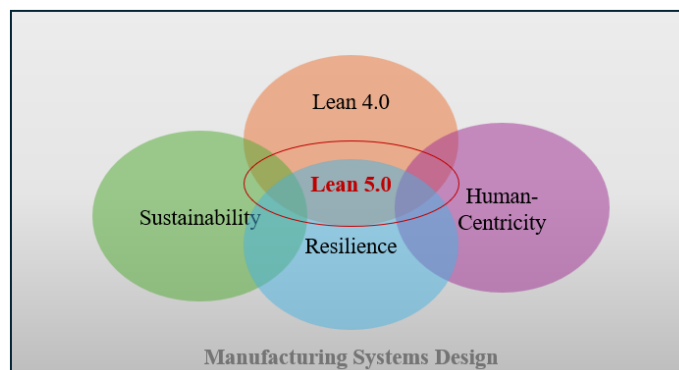 Lean 4.0
Lean 5.0
Sustainability
Human-
Centricity
Resilience
Manufacturing Systems Design